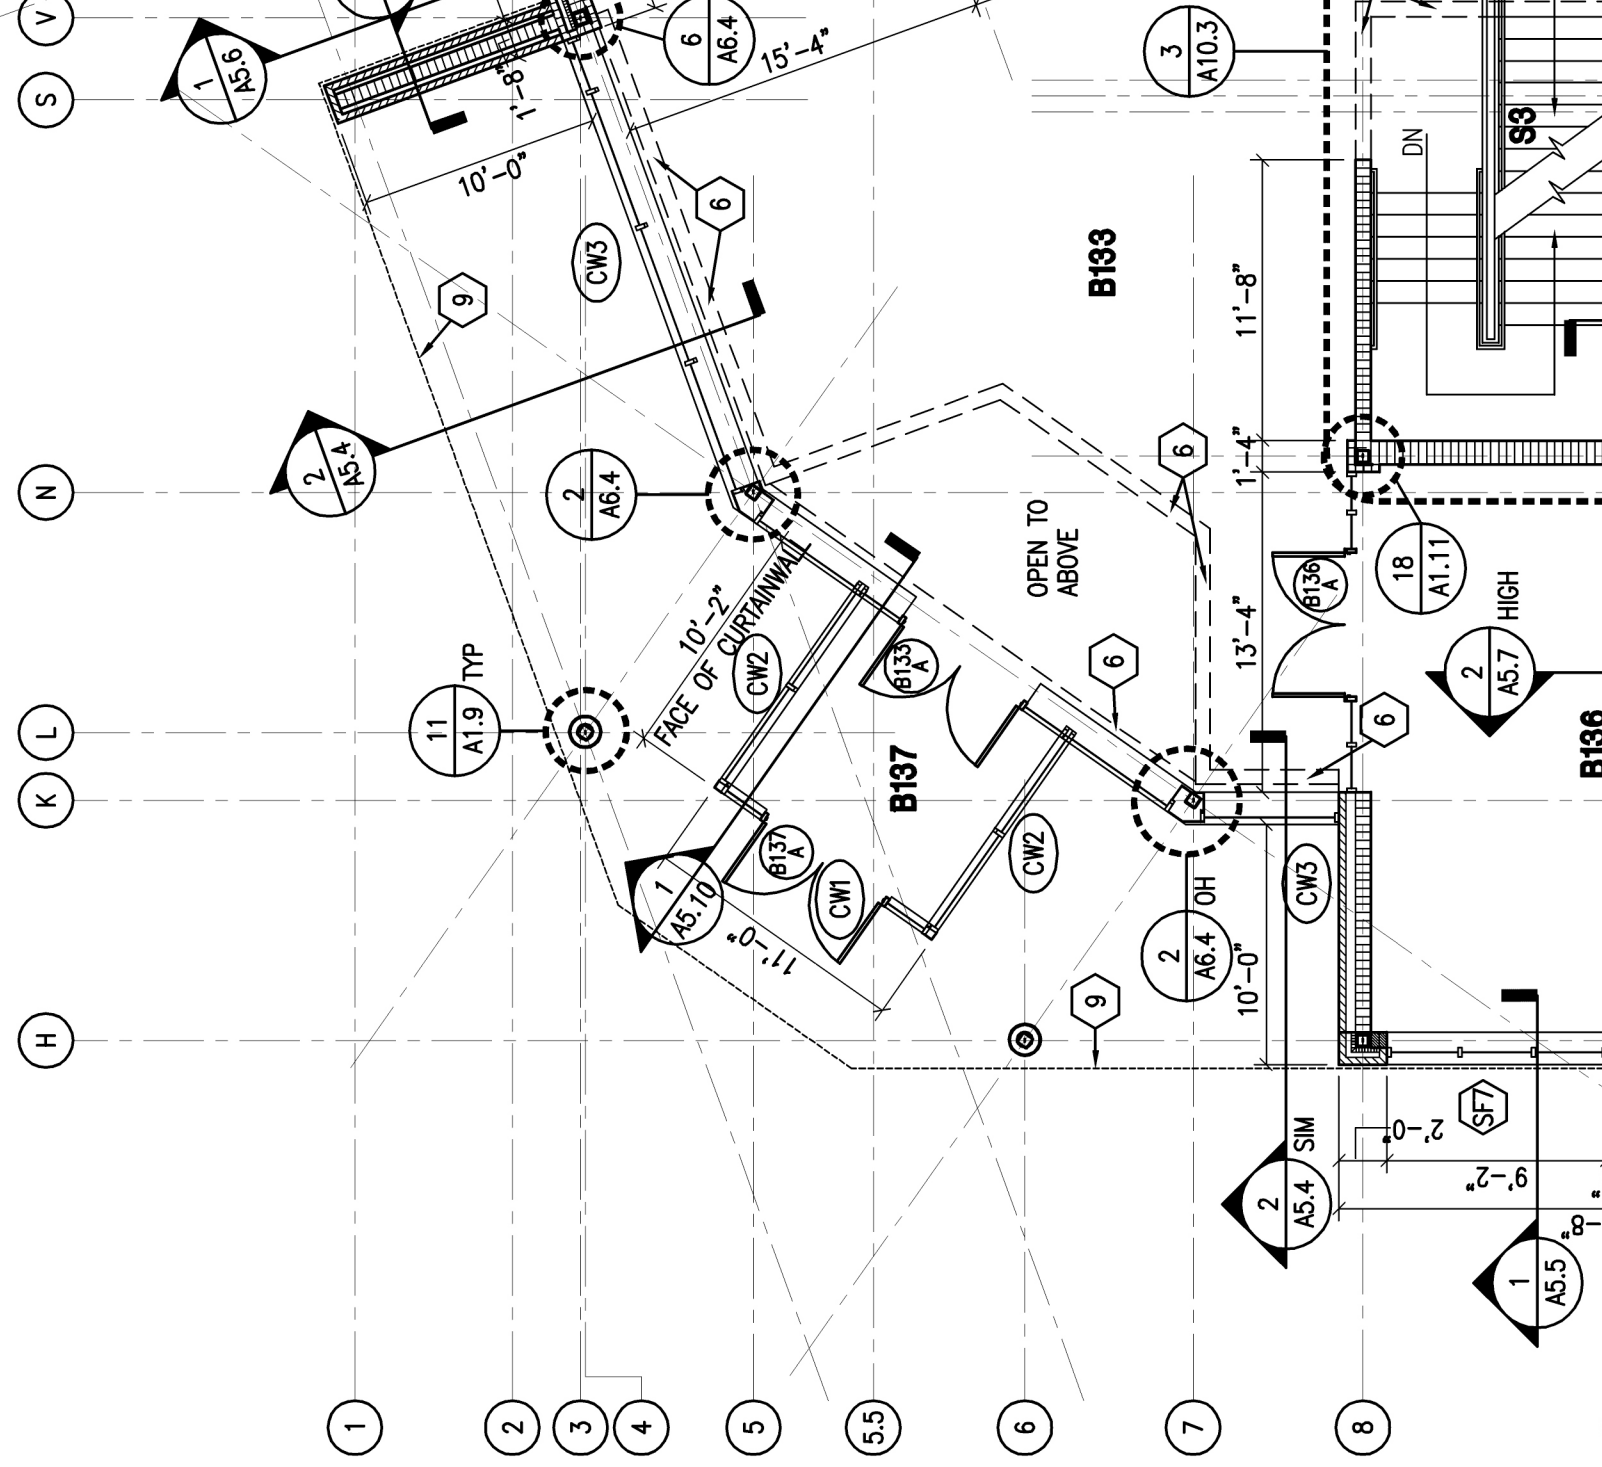 V
S
N
L
K
H
1
A5.6
6
A6.4
15'-4"
1'-8"
10'-0"
3
A10.3
S3
DN
6
CW3
9
B133
11'-8"
2
A5.4
2
A6.4
1'-4"
6
OPEN TO
ABOVE
18
A1.11
B136
A
HIGH
2
A5.7
13'-4"
10'-2"
FACE OF CURTAINWALL
11
A1.9
TYP
CW2
B133
A
6
6
B136
B137
B137
A
CW1
CW2
1
A5.10
11'-0"
OH
2
A6.4
CW3
10'-0"
9
SF7
2'-0"
9'-2"
-8"
SIM
2
A5.4
1
A5.5
1
2
3
4
5
5.5
6
7
8